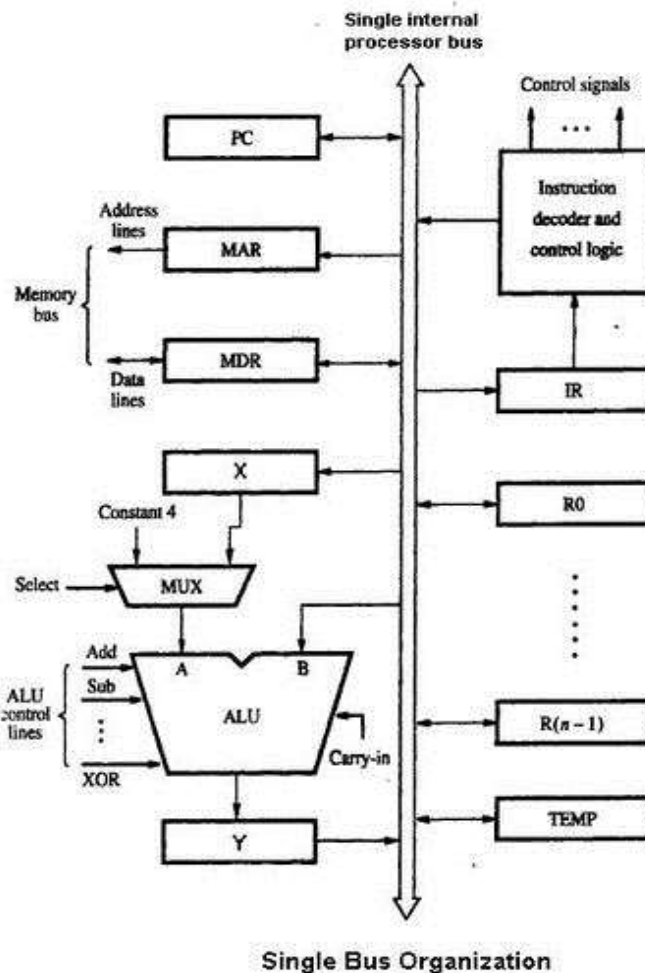 Single internal
processor bus
Control signals
...
PC
Instruction
decoder and
control logic
Address
lines
MAR
Memory
bus
MDR
Data
lines
IR
X
Constant 4
R0
Select
MUX
Add
A
B
Sub
ALU
control
lines
ALU
R(n – 1)
Carry-in
XOR
TEMP
Y
Single Bus Organization